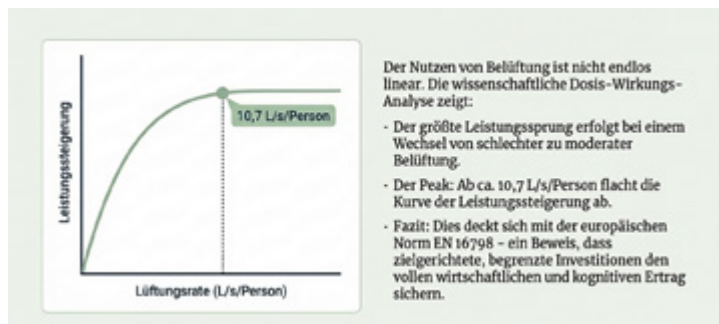 Leistungssteigerung
10,7 L/s/Person
Lüftungsrate (L/s/Person)
Der Nutzen von Belüftung ist nicht endlos
linear. Die wissenschaftliche Dosis-Wirkungs-
Analyse zeigt:
· Der größte Leistungssprung erfolgt bei einem
Wechsel von schlechter zu moderater
Belüftung.
· Der Peak: Ab ca. 10,7 L/s/Person flacht die
Kurve der Leistungssteigerung ab.
· Fazit: Dies deckt sich mit der europäischen
Norm EN 16798 – ein Beweis, dass
zielgerichtete, begrenzte Investitionen den
vollen wirtschaftlichen und kognitiven Ertrag
sichern.